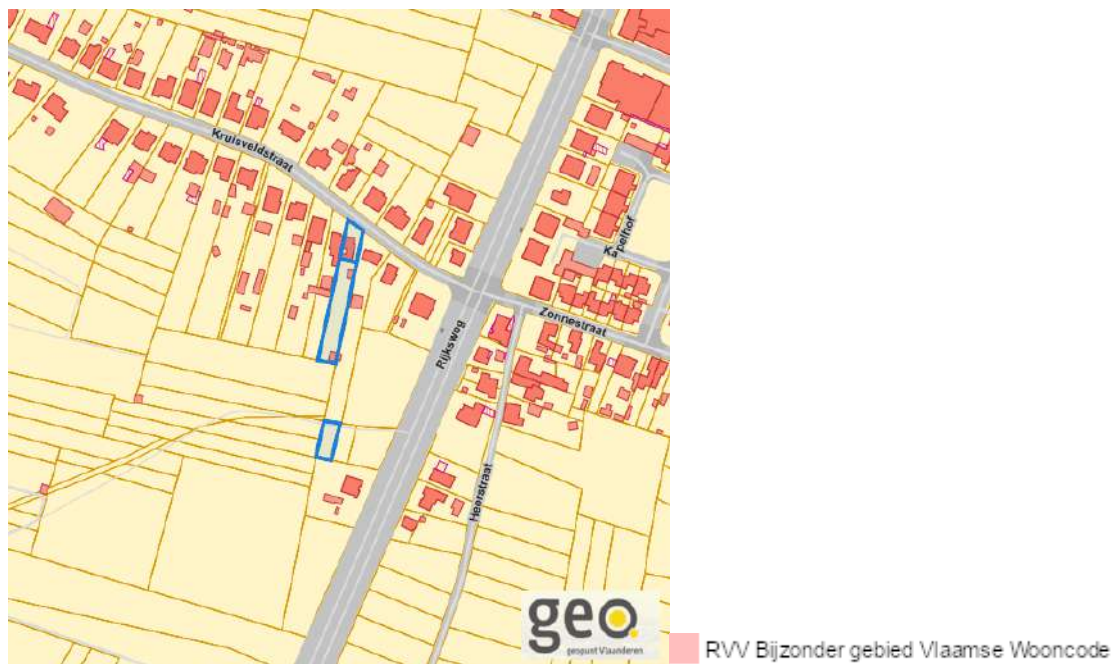 Kruisveldstraat
Kapelhof
Zonnestraat
Rijksweg
Heerstraat
geo.
geopunt Vlaanderen
RVV Bijzonder gebied Vlaamse Wooncode